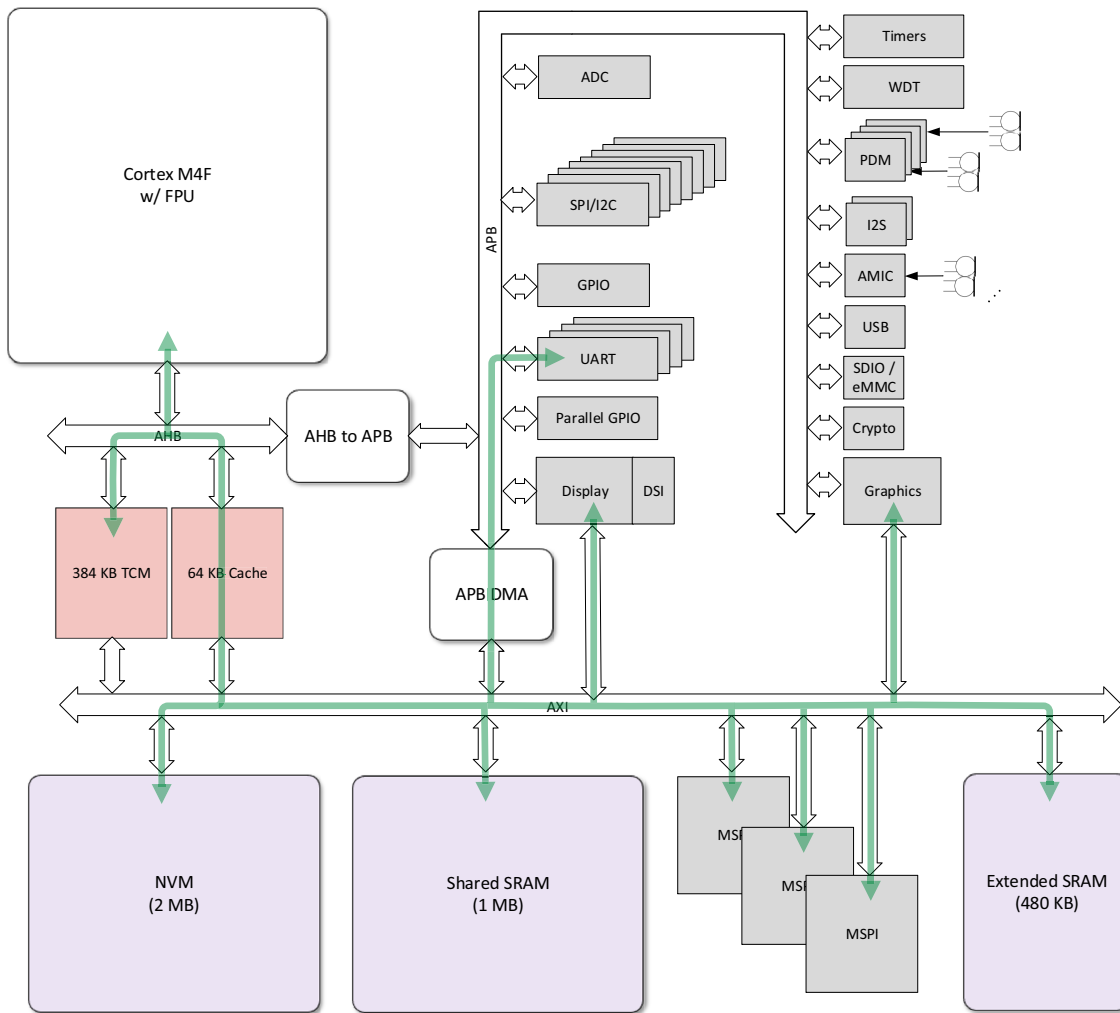 Cortex M4F
w/ FPU
AHB
AHB to APB
384 KB TCM
64 KB Cache
APB
ADC
SPI/I2C
GPIO
UART
Parallel GPIO
Display
DSI
APB DMA
Timers
WDT
PDM
I2S
AMIC
...
USB
SDIO /
eMMC
Crypto
Graphics
AXI
NVM
(2 MB)
Shared SRAM
(1 MB)
MSPI
MSPI
MSPI
Extended SRAM
(480 KB)